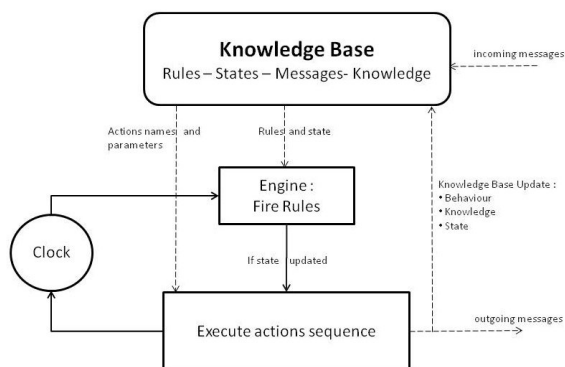 Knowledge Base
Rules – States – Messages- Knowledge
incoming messages
Actions names and
parameters
Rules and state
Engine :
Fire Rules
Knowledge Base Update :
• Behaviour
• Knowledge
• State
Clock
If state updated
Execute actions sequence
outgoing messages